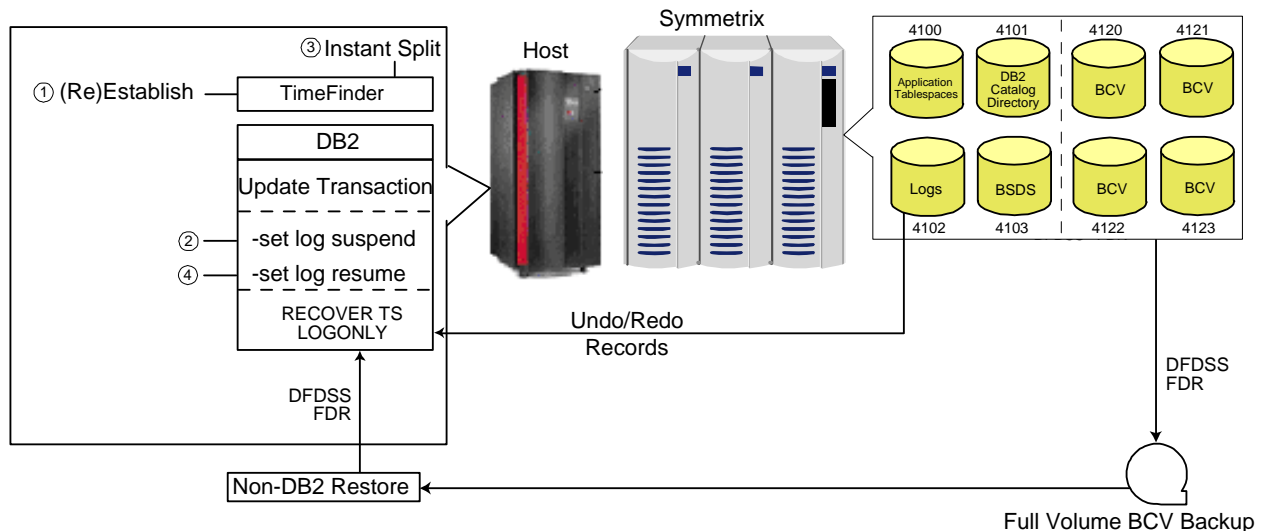 Symmetrix
4100
4101
4120
4121
③ Instant Split
Host
① (Re)Establish
TimeFinder
Application
Tablespaces
DB2
Catalog
Directory
BCV
BCV
DB2
Update Transaction
Logs
BSDS
BCV
BCV
② -set log suspend
4102
4103
4122
4123
④ -set log resume
RECOVER TS
LOGONLY
Undo/Redo
Records
DFDSS
FDR
DFDSS
FDR
Non-DB2 Restore
Full Volume BCV Backup